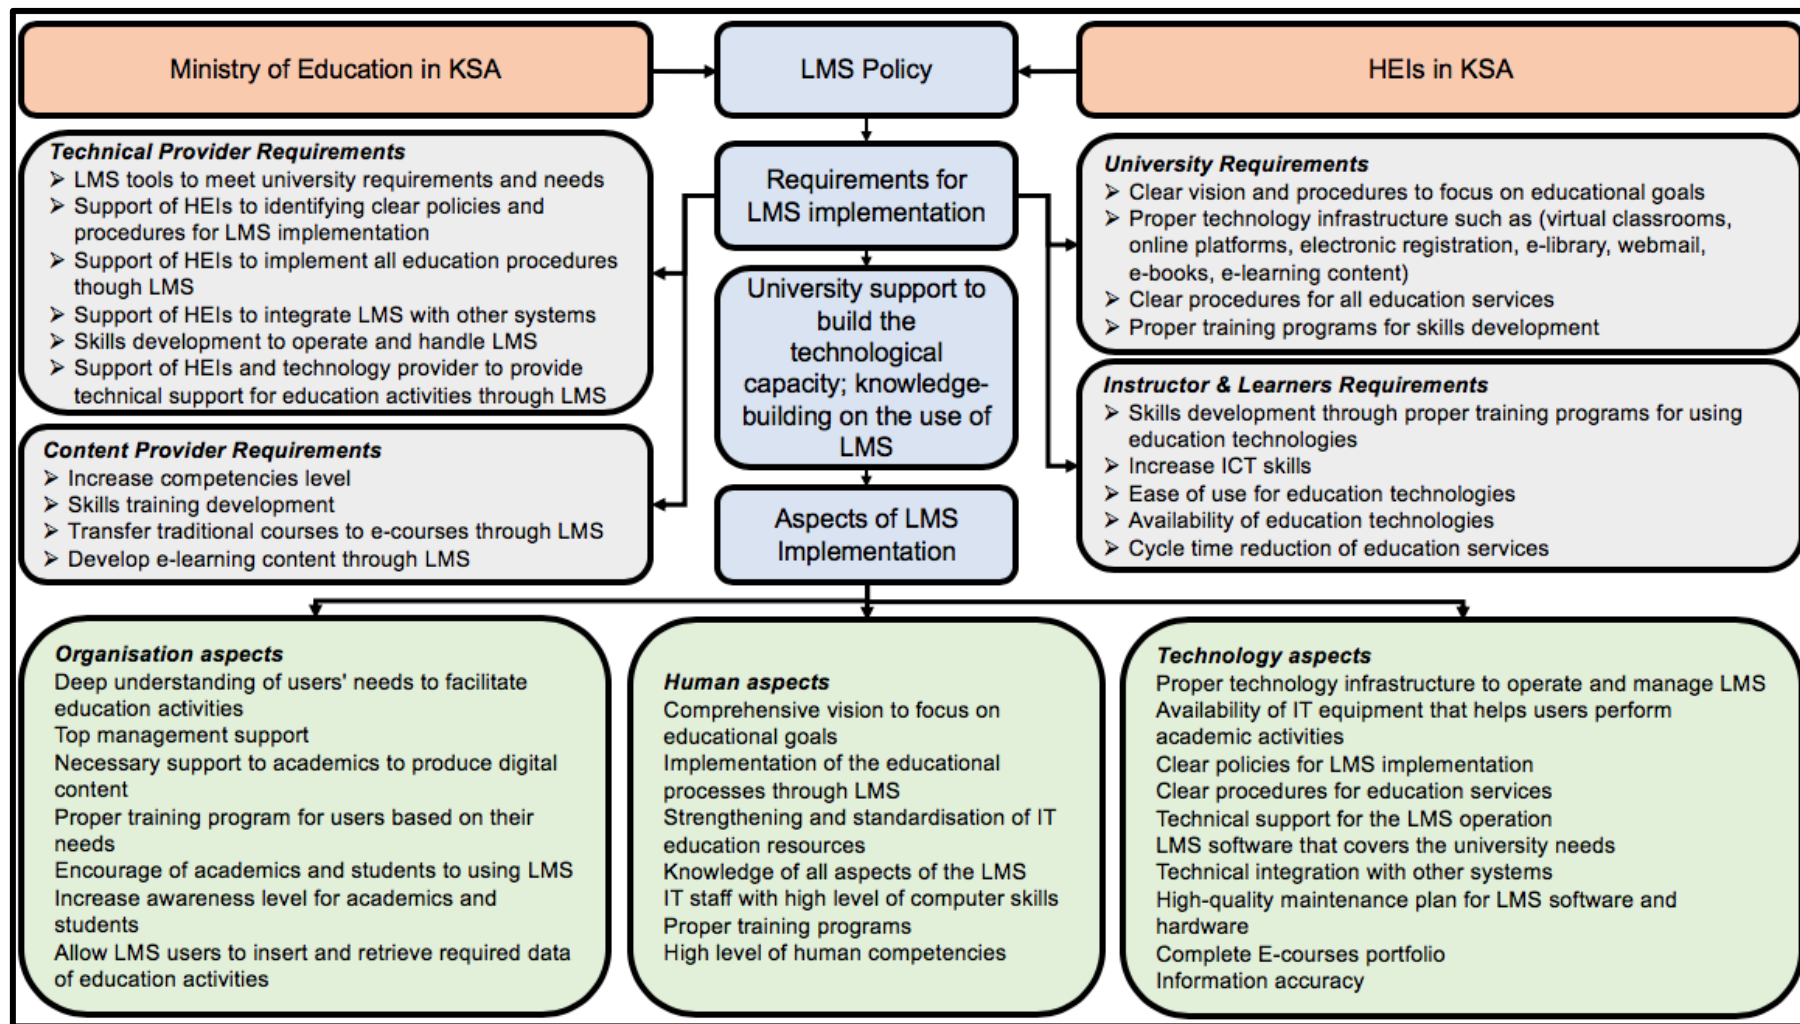 Ministry of Education in KSA
LMS Policy
HEIs in KSA
Technical Provider Requirements
➢ LMS tools to meet university requirements and needs
➢ Support of HEIs to identifying clear policies and
procedures for LMS implementation
➢ Support of HEIs to implement all education procedures
though LMS
➢ Support of HEIs to integrate LMS with other systems
➢ Skills development to operate and handle LMS
➢ Support of HEIs and technology provider to provide
technical support for education activities through LMS
Content Provider Requirements
➢ Increase competencies level
➢ Skills training development
➢ Transfer traditional courses to e-courses through LMS
➢ Develop e-learning content through LMS
Requirements for
LMS implementation
University support to
build the
technological
capacity; knowledge-
building on the use of
LMS
Aspects of LMS
Implementation
University Requirements
➢ Clear vision and procedures to focus on educational goals
➢ Proper technology infrastructure such as (virtual classrooms,
online platforms, electronic registration, e-library, webmail,
e-books, e-learning content)
➢ Clear procedures for all education services
➢ Proper training programs for skills development
Instructor & Learners Requirements
➢ Skills development through proper training programs for using
education technologies
➢ Increase ICT skills
➢ Ease of use for education technologies
➢ Availability of education technologies
➢ Cycle time reduction of education services
Organisation aspects
Deep understanding of users' needs to facilitate
education activities
Top management support
Necessary support to academics to produce digital
content
Proper training program for users based on their
needs
Encourage of academics and students to using LMS
Increase awareness level for academics and
students
Allow LMS users to insert and retrieve required data
of education activities
Human aspects
Comprehensive vision to focus on
educational goals
Implementation of the educational
processes through LMS
Strengthening and standardisation of IT
education resources
Knowledge of all aspects of the LMS
IT staff with high level of computer skills
Proper training programs
High level of human competencies
Technology aspects
Proper technology infrastructure to operate and manage LMS
Availability of IT equipment that helps users perform
academic activities
Clear policies for LMS implementation
Clear procedures for education services
Technical support for the LMS operation
LMS software that covers the university needs
Technical integration with other systems
High-quality maintenance plan for LMS software and
hardware
Complete E-courses portfolio
Information accuracy